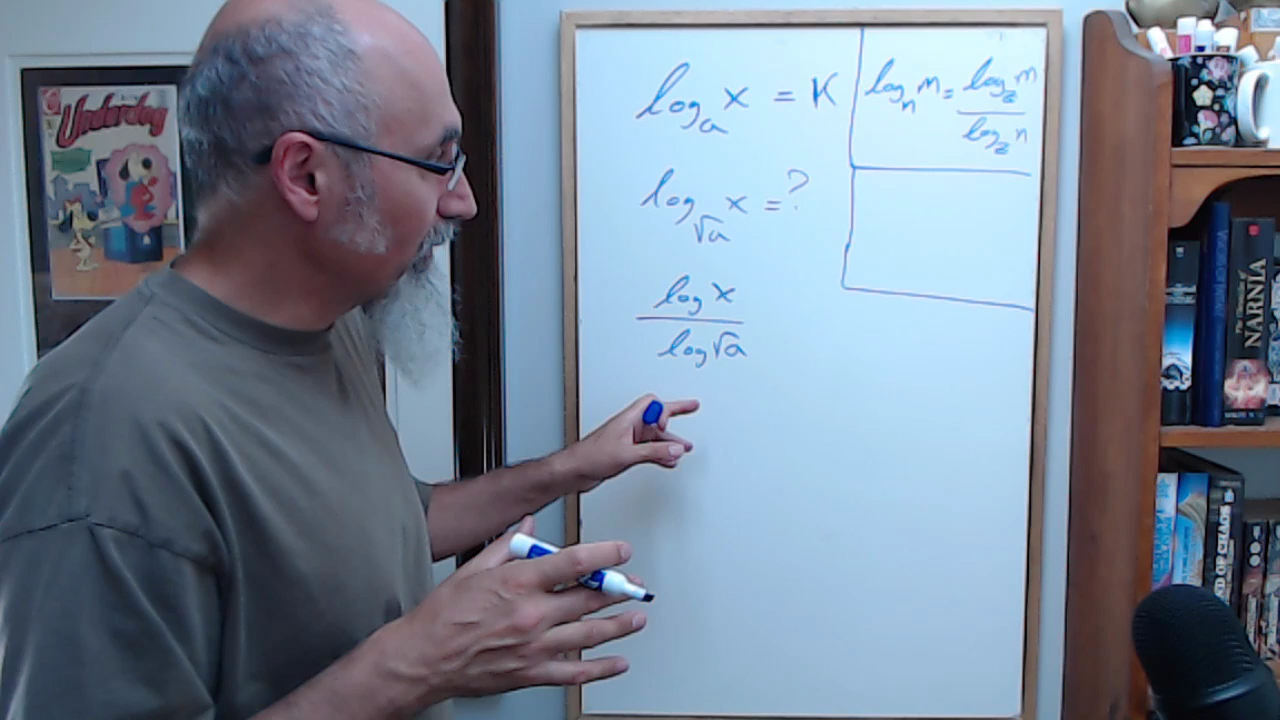 log_a x = K
log_n m = log_z m / log_z n
log_√a x = ?
log x
log √a
Underdog
NARNIA